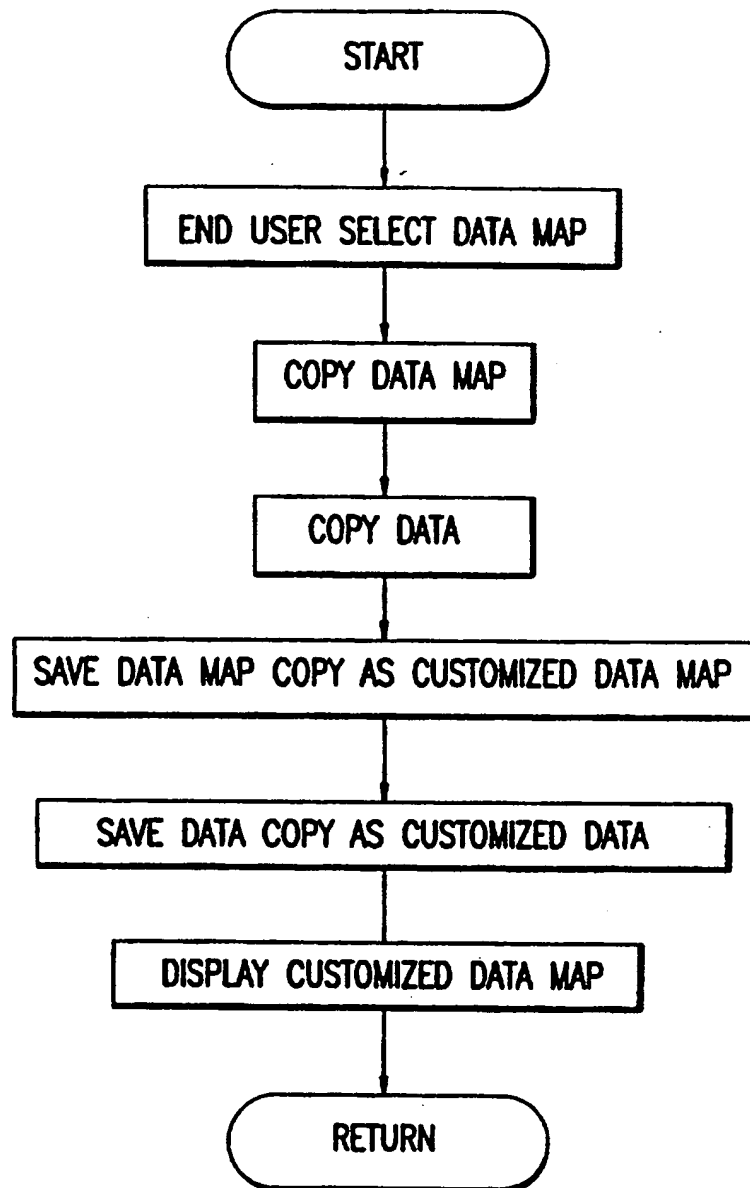 START
END USER SELECT DATA MAP
COPY DATA MAP
COPY DATA
SAVE DATA MAP COPY AS CUSTOMIZED DATA MAP
SAVE DATA COPY AS CUSTOMIZED DATA
DISPLAY CUSTOMIZED DATA MAP
RETURN